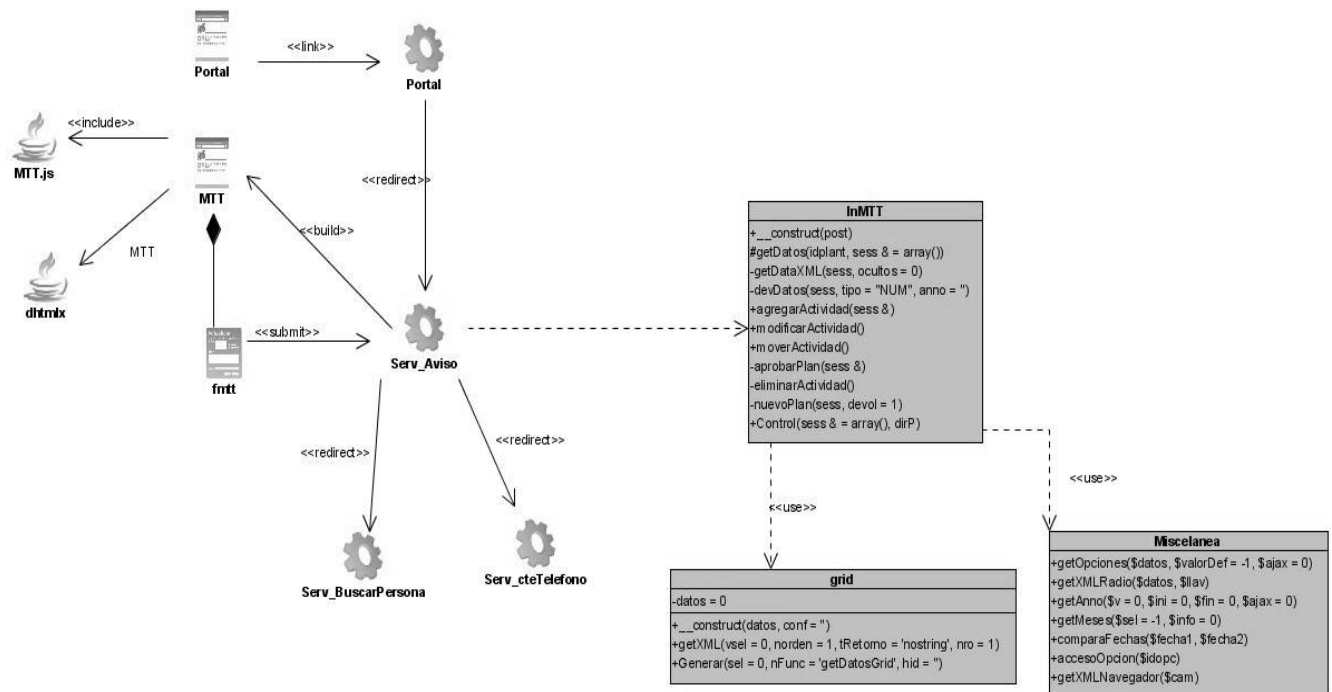 Portal
<<link>>
Portal
<<include>>
MTT.js
MTT
<<redirect>>
<<build>>
MTT
dhtmlx
<<submit>>
fmtt
Serv_Aviso
<<redirect>>
<<redirect>>
Serv_BuscarPersona
Serv_cteTelefono
InMTT
+__construct(post)
#getDatos(idplant, sess & = array())
-getDataXML(sess, ocultos = 0)
-devDatos(sess, tipo = "NUM", anno = '')
+agregarActividad(sess &)
+modificarActividad()
+moverActividad()
-aprobarPlan(sess &)
-eliminarActividad()
-nuevoPlan(sess, devol = 1)
+Control(sess & = array(), dirP)
<<use>>
<<use>>
grid
-datos = 0
+__construct(datos, conf = '')
+getXML(vsel = 0, norden = 1, tRetorno = 'nostring', nro = 1)
+Generar(sel = 0, nFunc = 'getDatosGrid', hid = '')
Miscelanea
+getOpciones($datos, $valorDef = -1, $ajax = 0)
+getXMLRadio($datos, $llav)
+getAnno($v = 0, $ini = 0, $fin = 0, $ajax = 0)
+getMeses($sel = -1, $info = 0)
+comparaFechas($fecha1, $fecha2)
+accesoOpcion($idopc)
+getXMLNavegador($cam)